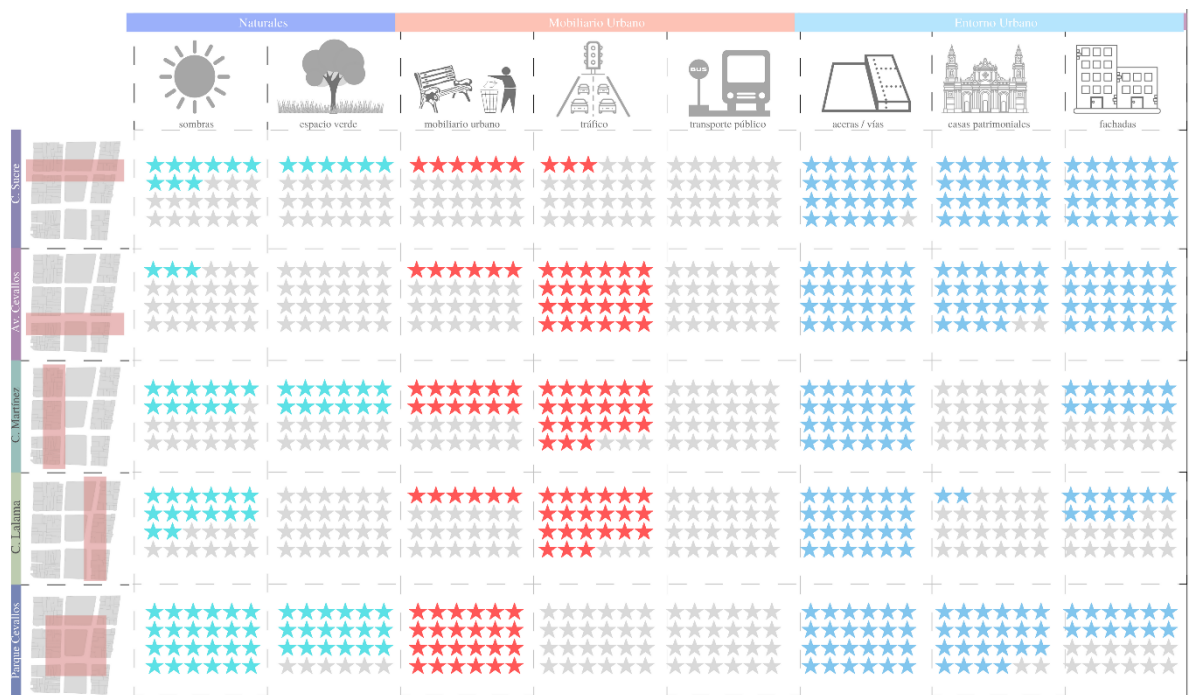 Naturales
Mobiliario Urbano
Entorno Urbano
BUS
sombras
espacio verde
mobiliario urbano
tráfico
transporte público
aceras / vías
casas patrimoniales
fachadas
C. Sucre
Av. Cevallos
C. Martínez
C. Lalama
Parque Cevallos